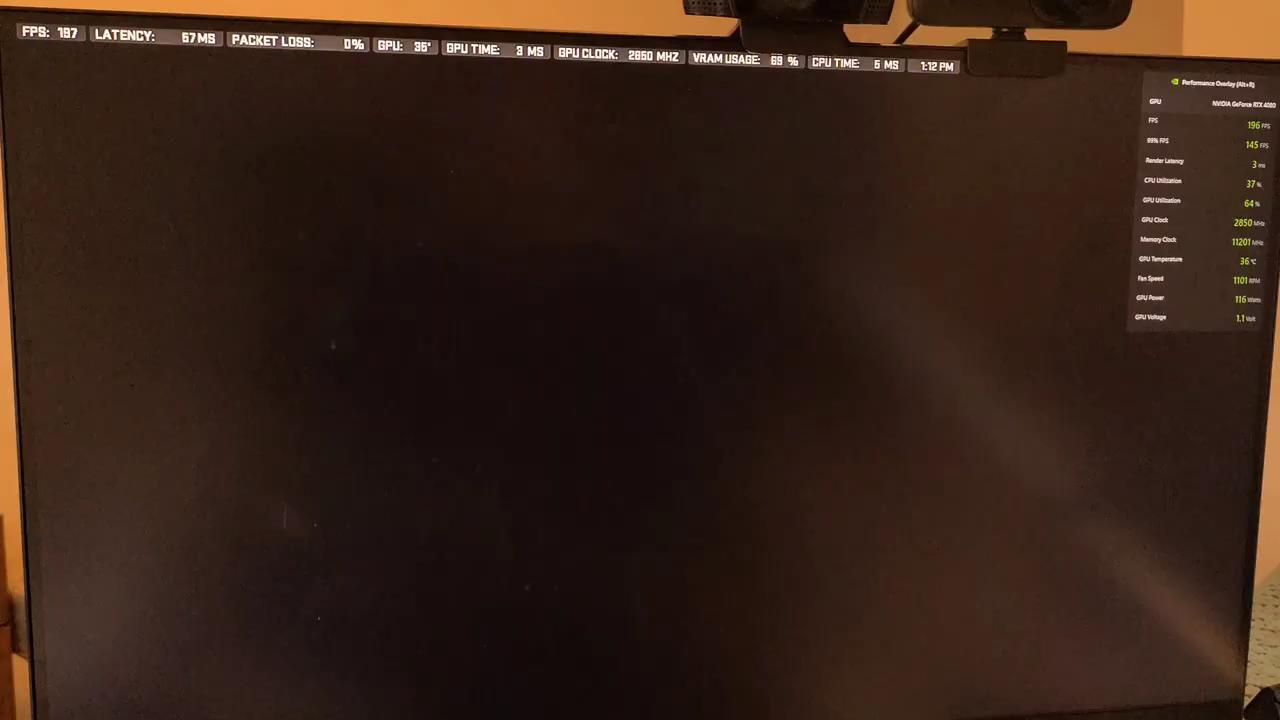 FPS: 197 LATENCY: 67 MS PACKET LOSS: 0% GPU: 36° GPU TIME: 3 MS GPU CLOCK: 2850 MHZ VRAM USAGE: 69 % CPU TIME: 5 MS 1:12 PM
Performance Overlay (Alt+R)
GPU NVIDIA GeForce RTX 4080
FPS 196 FPS
99% FPS 145 FPS
Render Latency 3 ms
CPU Utilization 37 %
GPU Utilization 64 %
GPU Clock 2850 MHz
Memory Clock 11201 MHz
GPU Temperature 36 °C
Fan Speed 1101 RPM
GPU Power 116 Watts
GPU Voltage 1.1 Volt